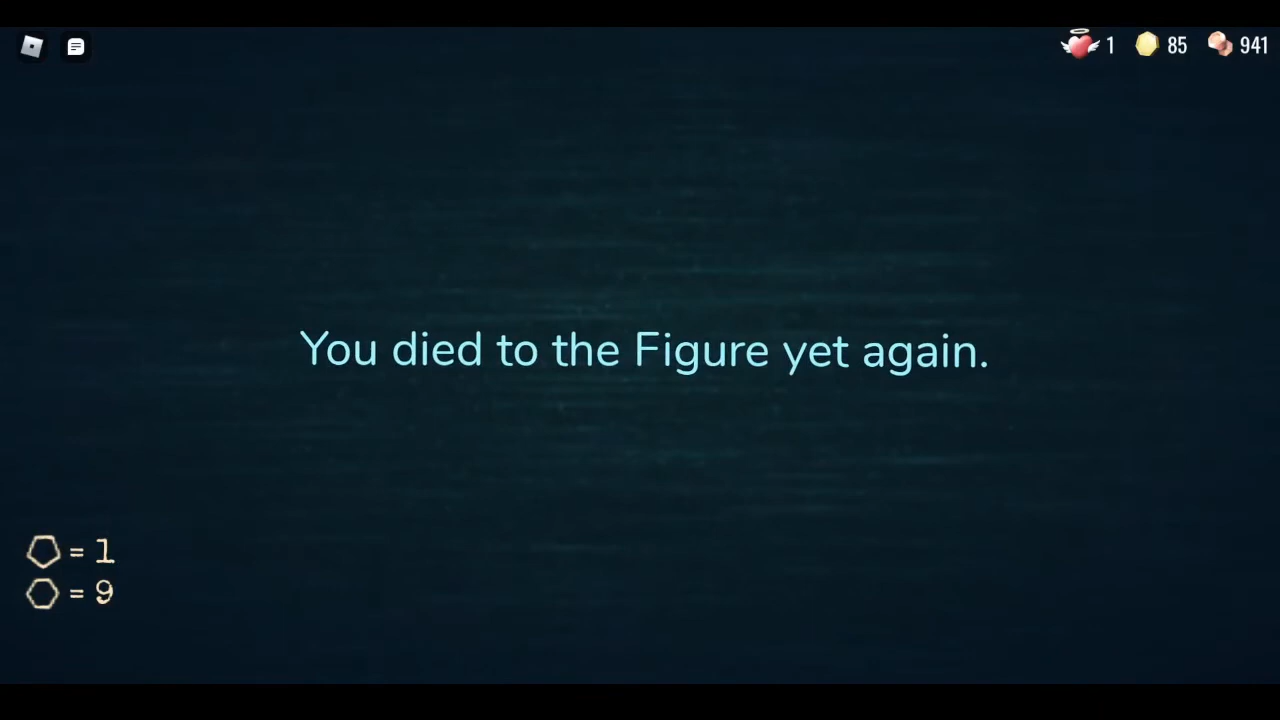 1 85 941
You died to the Figure yet again.
= 1
= 9